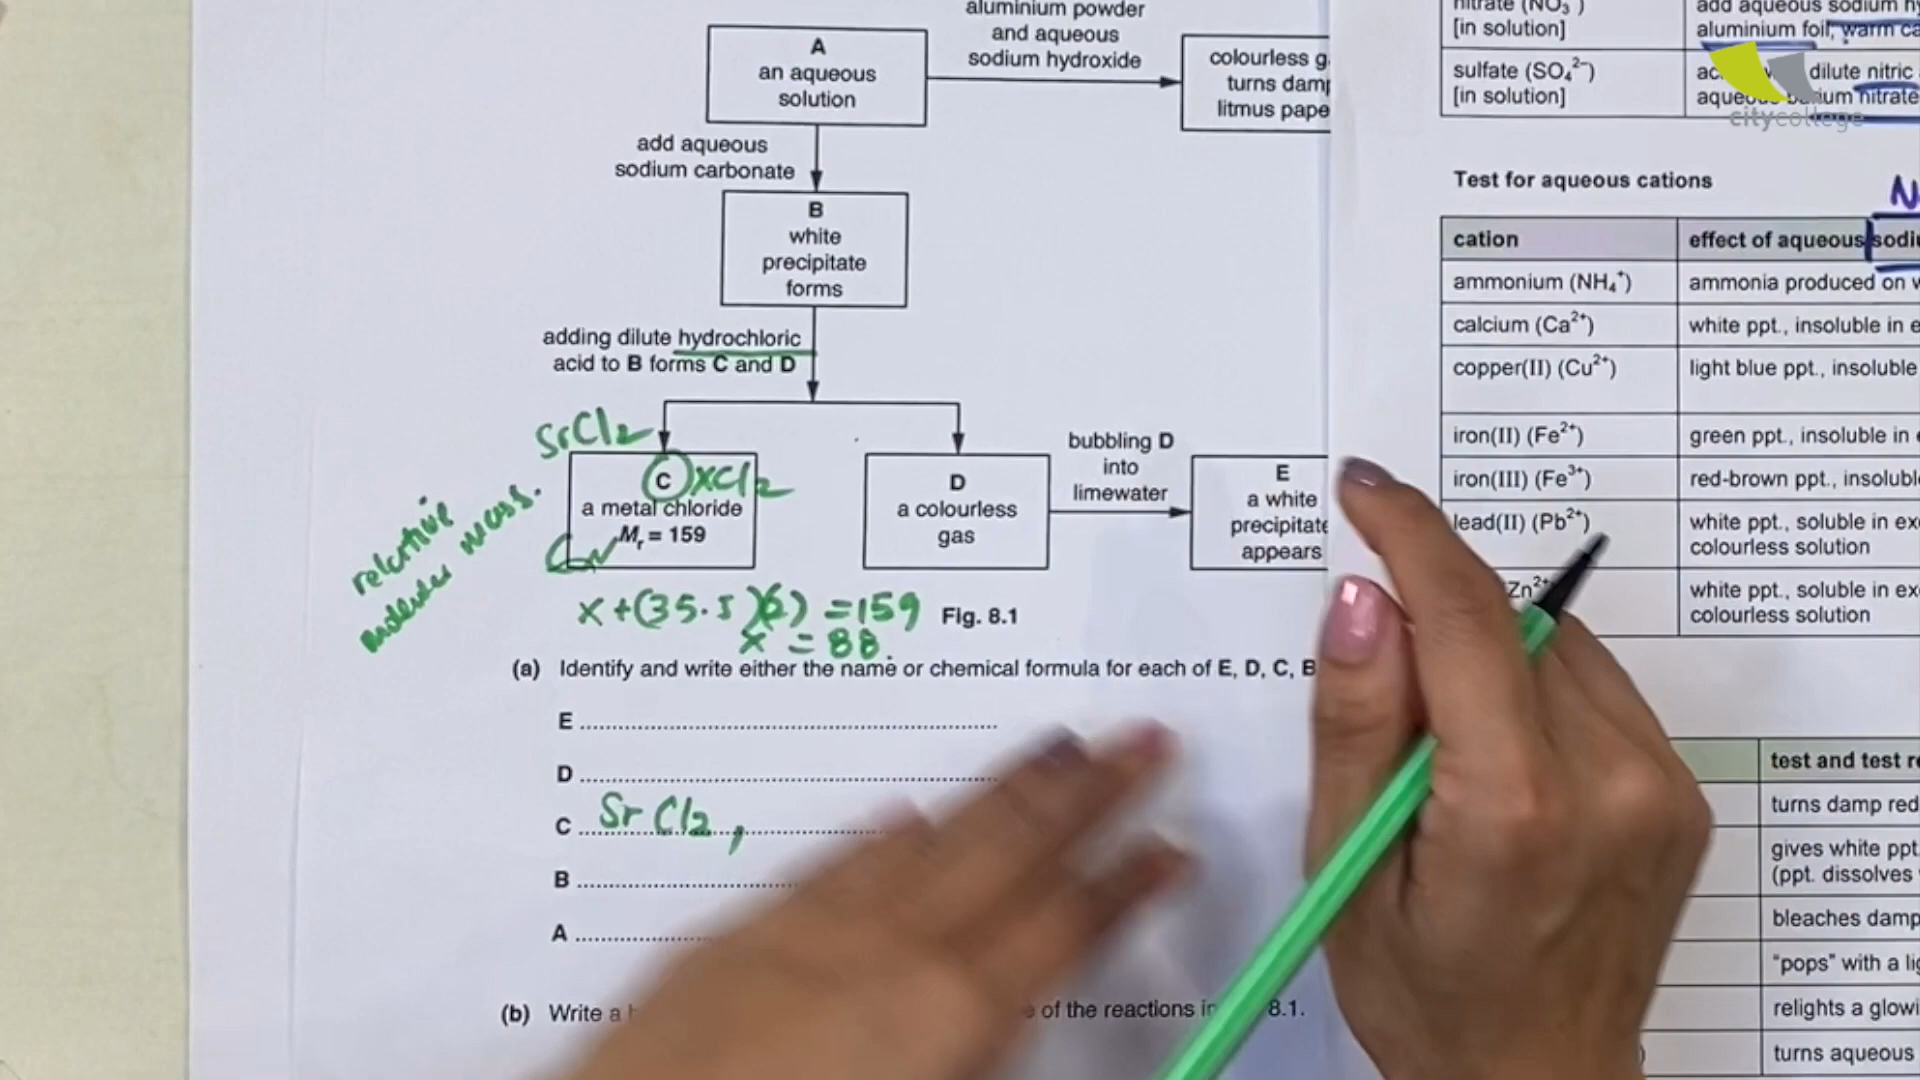 aluminium powder
and aqueous
sodium hydroxide
A
an aqueous
solution
colourless g
turns damp
litmus pape
add aqueous
sodium carbonate
B
white
precipitate
forms
adding dilute hydrochloric
acid to B forms C and D
SrCl2
C XCl2
a metal chloride
Mr = 159
relative
molecular mass.
D
a colourless
gas
bubbling D
into
limewater
E
a white
precipitate
appears
x + (35.5)(2) = 159
x = 88.
Fig. 8.1
(a) Identify and write either the name or chemical formula for each of E, D, C, B
E
D
C SrCl2,
B
A
(b) Write a
of the reactions in 8.1.
nitrate (NO3 )
[in solution]
add aqueous sodium hy
aluminium foil; warm ca
sulfate (SO4 2−)
[in solution]
dilute nitric
aqueous barium nitrate
citycollege
Test for aqueous cations
N
cation
effect of aqueous sodiu
ammonium (NH4+)
ammonia produced on w
calcium (Ca2+)
white ppt., insoluble in e
copper(II) (Cu2+)
light blue ppt., insoluble
iron(II) (Fe2+)
green ppt., insoluble in e
iron(III) (Fe3+)
red-brown ppt., insoluble
lead(II) (Pb2+)
white ppt., soluble in ex
colourless solution
Zn2+
white ppt., soluble in ex
colourless solution
test and test re
turns damp red
gives white ppt.
(ppt. dissolves
bleaches damp
“pops” with a lig
relights a glowi
turns aqueous